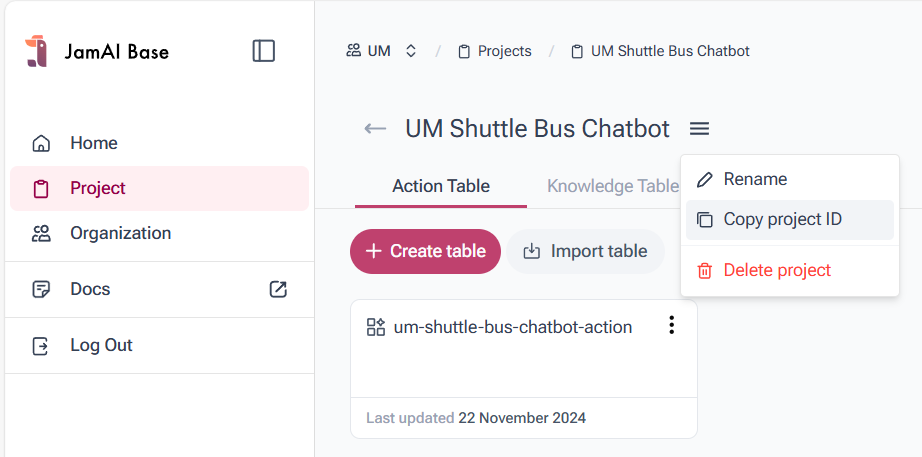 JamAI Base
Home
Project
Organization
Docs
Log Out
UM / Projects / UM Shuttle Bus Chatbot
UM Shuttle Bus Chatbot
Action Table
Knowledge Table
Rename
Copy project ID
Delete project
Create table
Import table
um-shuttle-bus-chatbot-action
Last updated 22 November 2024